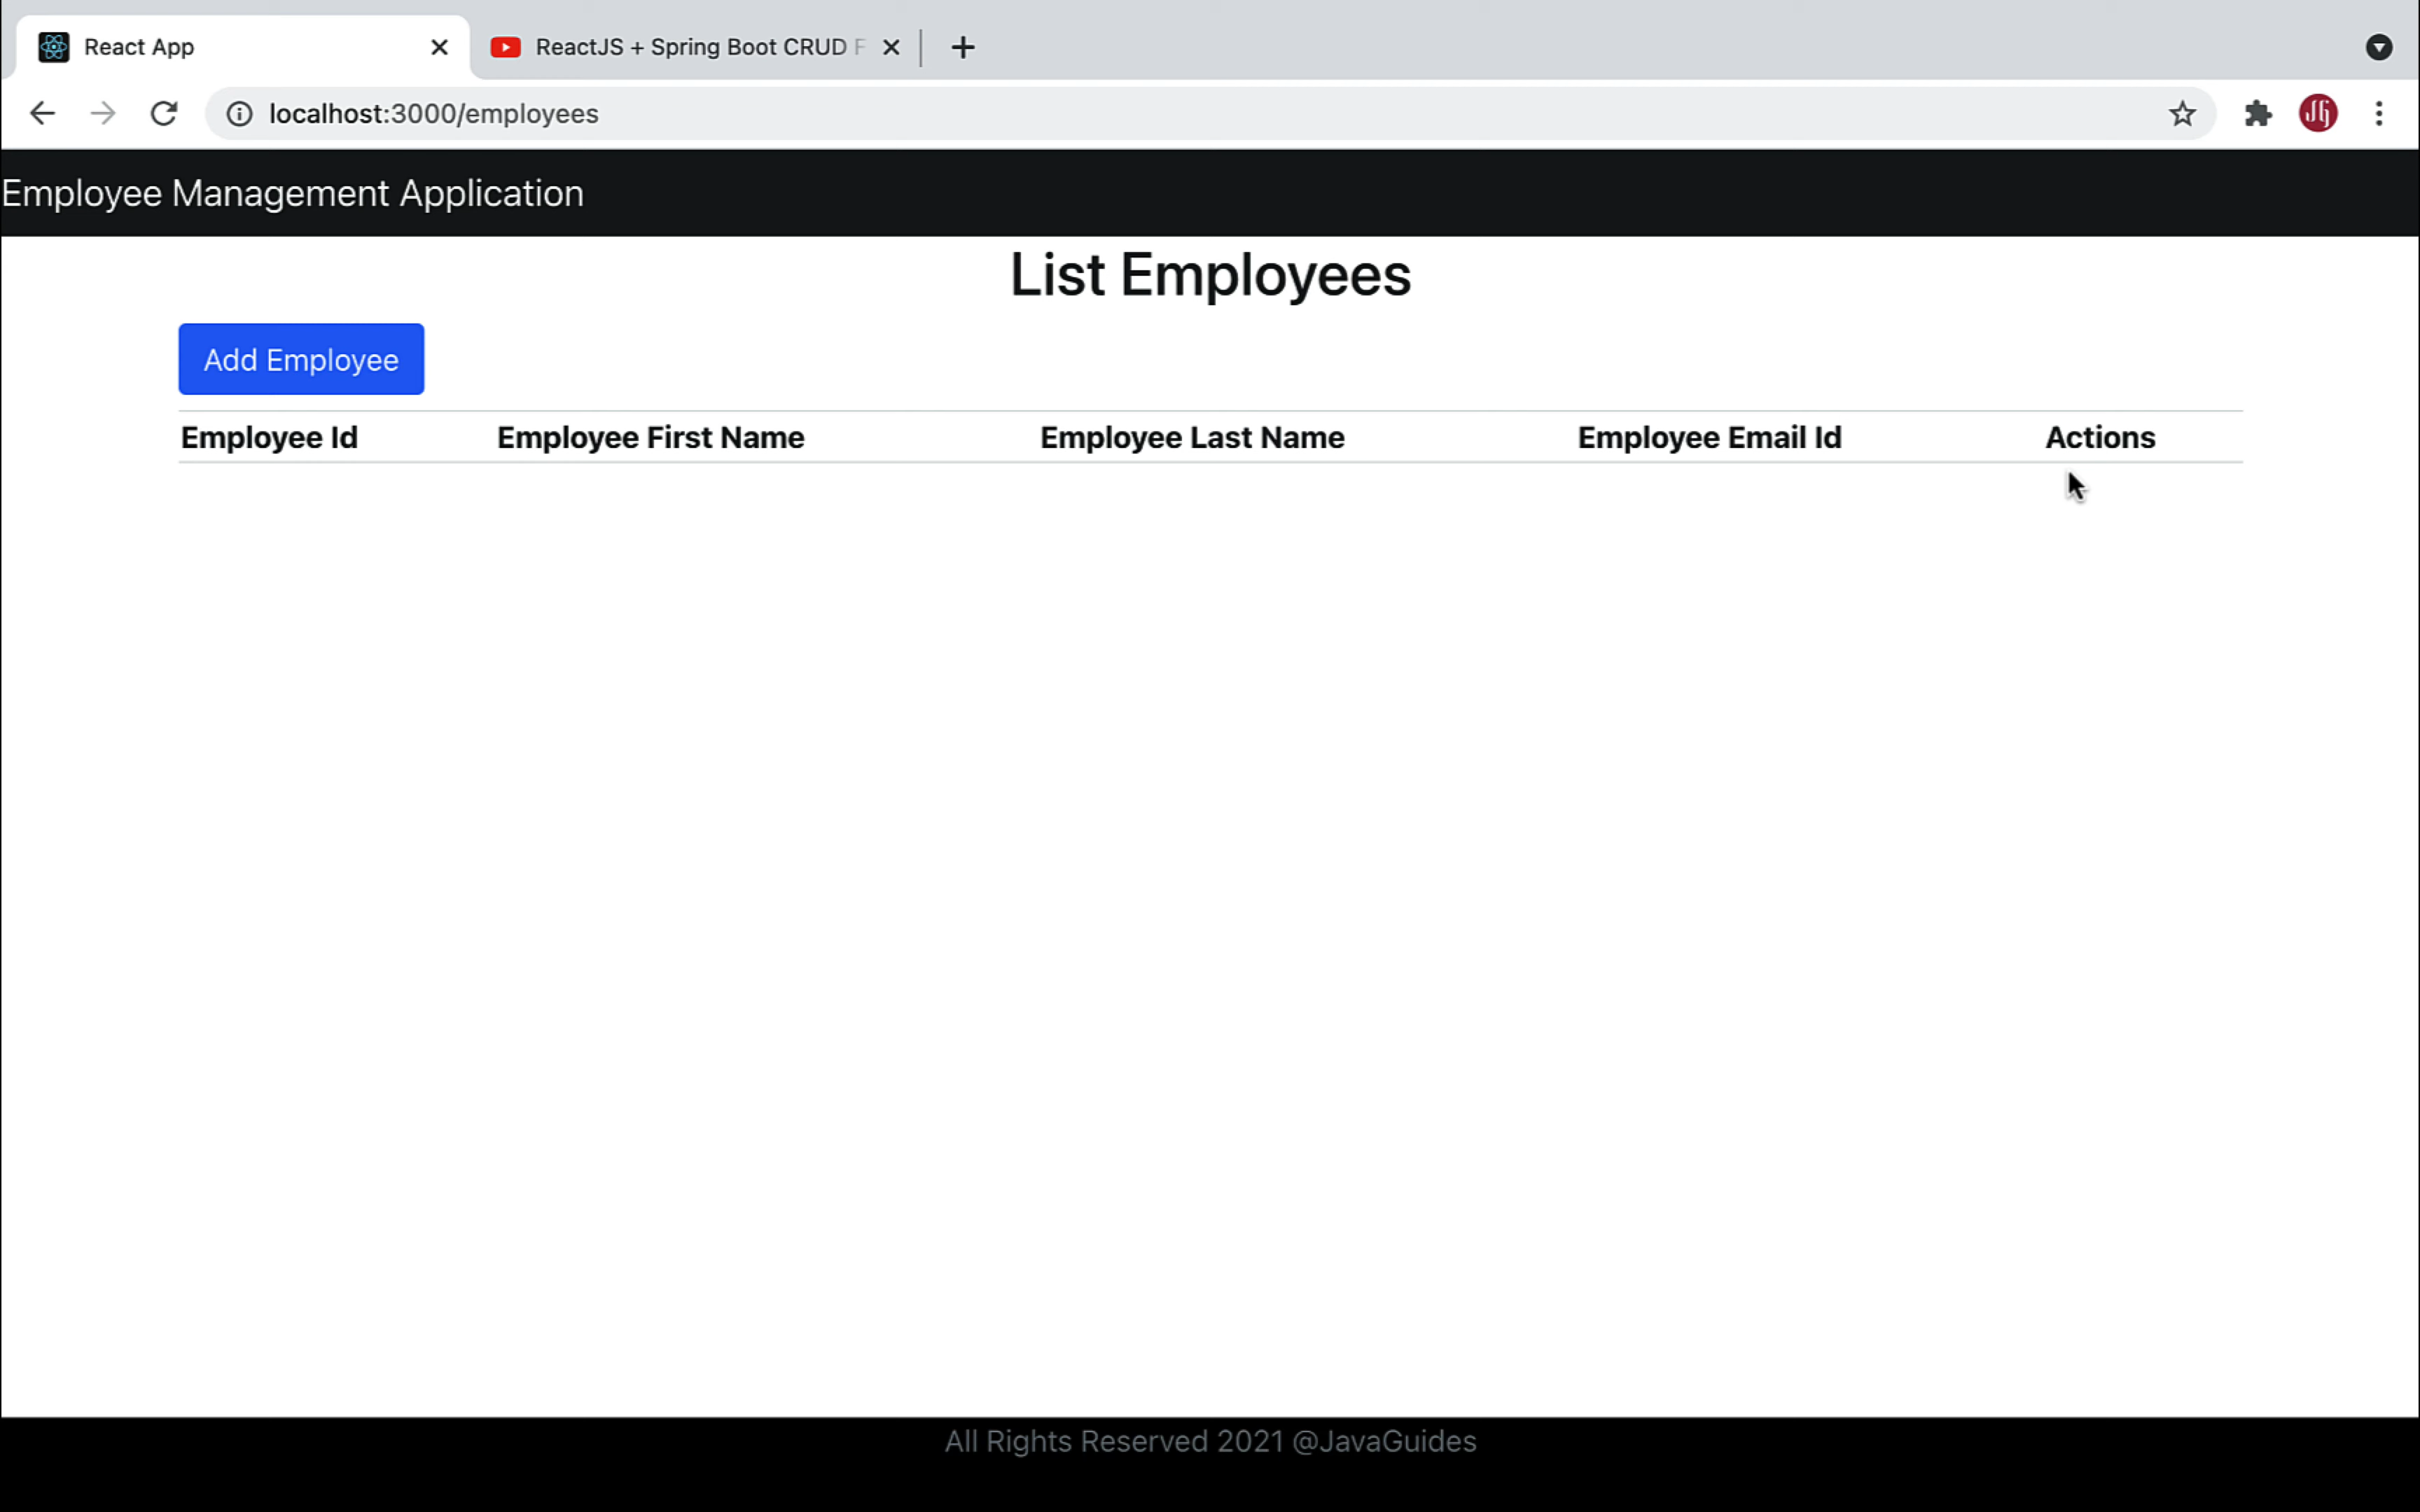 React App
ReactJS + Spring Boot CRUD F
localhost:3000/employees
Employee Management Application
List Employees
Add Employee
Employee Id Employee First Name Employee Last Name Employee Email Id Actions
All Rights Reserved 2021 @JavaGuides